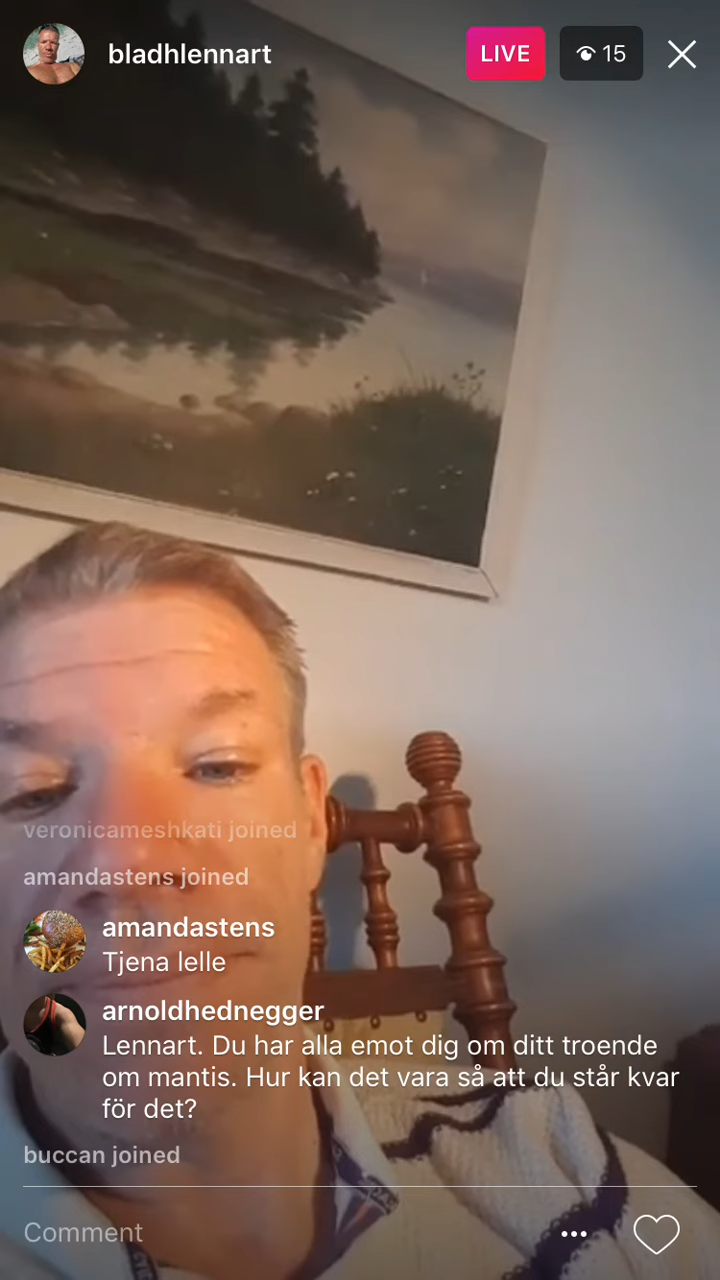 bladhlennart
LIVE
15
veronicameshkati joined
amandastens joined
amandastens
Tjena lelle
arnoldhednegger
Lennart. Du har alla emot dig om ditt troende
om mantis. Hur kan det vara så att du står kvar
för det?
buccan joined
Comment